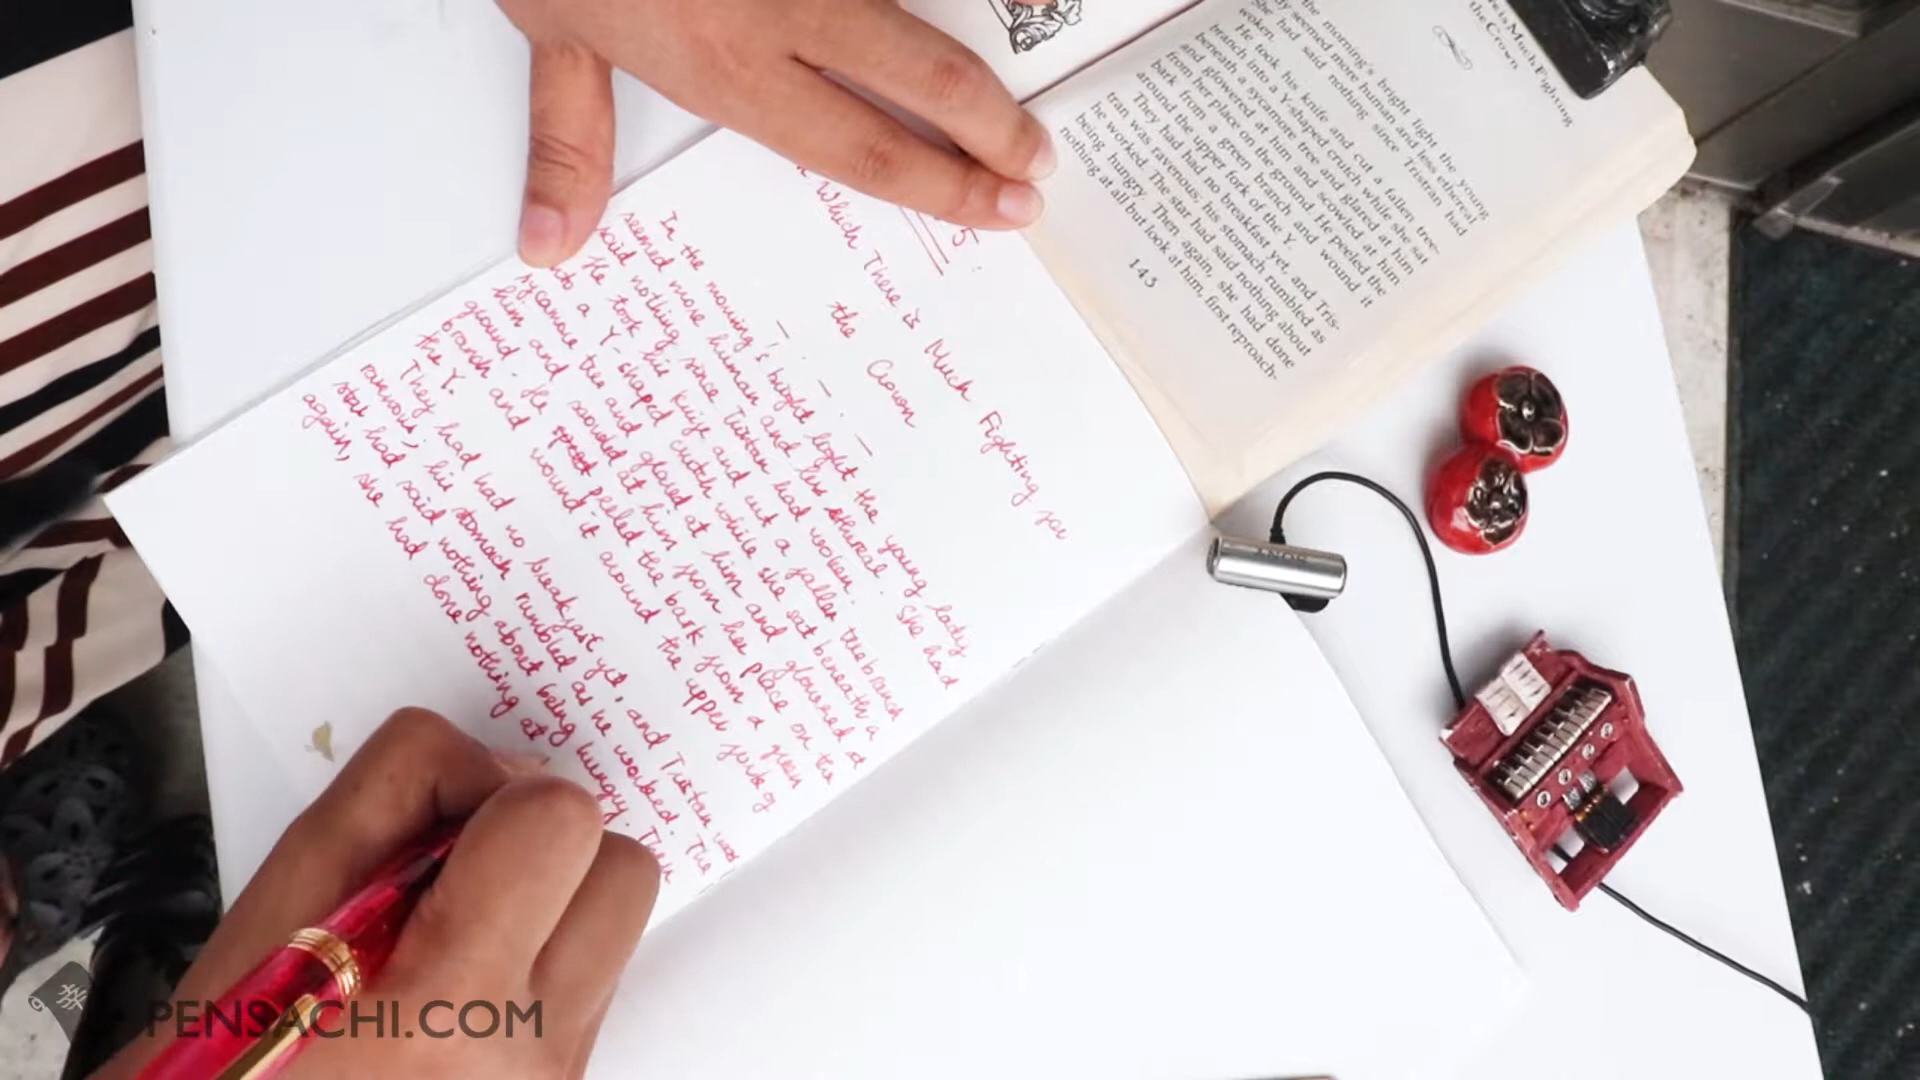 5.
Which There is Much Fighting for
the Crown
In the morning's bright light the young lady
seemed more human and less ethereal. She had
said nothing since Tristran had woken.
He took his knife and cut a fallen treebranch
into a Y-shaped crutch while she sat beneath a
sycamore tree and glared at him and glowered at
him and scowled at him from her place on the
ground. He peeled the bark from a green
branch and wound it around the upper fork of
the Y.
They had had no breakfast yet, and Tristan was
ravenous; his stomach rumbled as he worked. The
star had said nothing about being hungry. Then
again, she had done nothing at
is Much Fighting
the Crown
the morning's bright light the young
seemed more human and less ethereal
She had said nothing since Tristran had
woken.
He took his knife and cut a fallen tree-
branch into a Y-shaped crutch while she sat
beneath a sycamore tree and glared at him
and glowered at him and scowled at him
from her place on the ground. He peeled the
bark from a green branch and wound it
around the upper fork of the Y.
They had had no breakfast yet, and Tris-
tran was ravenous; his stomach rumbled as
he worked. The star had said nothing about
being hungry. Then again, she had done
nothing at all but look at him, first reproach-
143
PENSACHI.COM